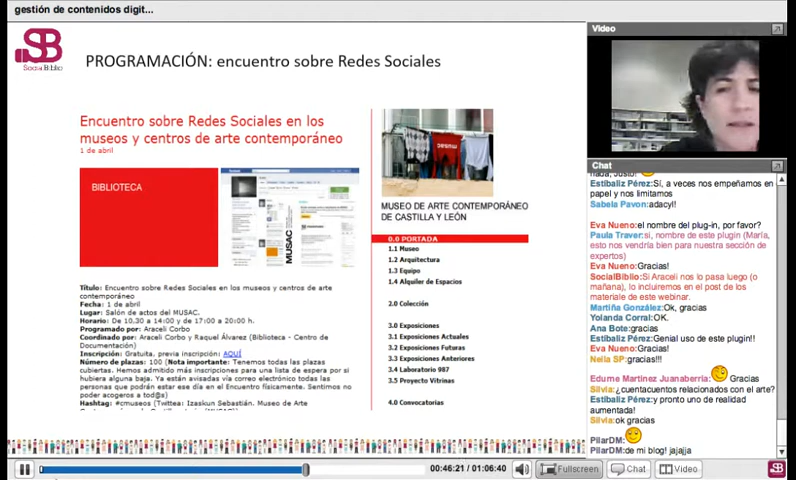 gestión de contenidos digit...
SB
SocialBiblio
PROGRAMACIÓN: encuentro sobre Redes Sociales
Encuentro sobre Redes Sociales en los
museos y centros de arte contemporáneo
1 de abril
BIBLIOTECA
MUSAC
Título: Encuentro sobre Redes Sociales en los museos y centros de arte
contemporáneo
Fecha: 1 de abril
Lugar: Salón de actos del MUSAC.
Horario: De 10.30 a 14:00 y de 17:00 a 20:00 h.
Programado por: Araceli Corbo
Coordinado por: Araceli Corbo y Raquel Álvarez (Biblioteca - Centro de
Documentación)
Inscripción: Gratuita. previa inscripción: AQUÍ
Número de plazas: 100 (Nota importante: Tenemos todas las plazas
cubiertas. Hemos admitido más inscripciones para una lista de espera por si
hubiera alguna baja. Ya están avisadas vía correo electrónico todas las
personas que podrán estar ese día en el Encuentro físicamente. Sentimos no
poder acogeros a tod@s)
Hashtag: #cmuseos (Twittea: Izaskun Sebastián. Museo de Arte
MUSEO DE ARTE CONTEMPORÁNEO
DE CASTILLA Y LEÓN
0.0 PORTADA
1.1 Museo
1.2 Arquitectura
1.3 Equipo
1.4 Alquiler de Espacios
2.0 Colección
3.0 Exposiciones
3.1 Exposiciones Actuales
3.2 Exposiciones Futuras
3.3 Exposiciones Anteriores
3.4 Laboratorio 987
3.5 Proyecto Vitrinas
4.0 Convocatorias
Video
Chat
nada, justo!
Estíbaliz Pérez: Sí, a veces nos empeñamos en
papel y nos limitamos
Sabela Pavon: adacyl!
Eva Nueno: el nombre del plug-in, por favor?
Paula Traver: si, nombre de este plugin (María,
esto nos vendría bien para nuestra sección de
expertos)
Eva Nueno: Gracias!
SocialBiblio: Si Araceli nos lo pasa luego (o
mañana), lo incluiremos en el post de los
materiale de este webinar.
Martiña González: Ok, gracias
Yolanda Corral: OK.
Ana Bote: gracias
Estíbaliz Pérez: Genial uso de este plugin!!
Eva Nueno: Gracias!
Nella SP: gracias!!!
Edurne Martinez Juanaberria: Gracias
Silvia: ¿cuentacuentos relacionados con el arte?
Estíbaliz Pérez: y pronto uno de realidad
aumentada!
Silvia: ok gracias
PilarDM:
PilarDM: de mi blog! jajajja
00:46:21 / 01:06:40
Fullscreen
Chat
Video
SB